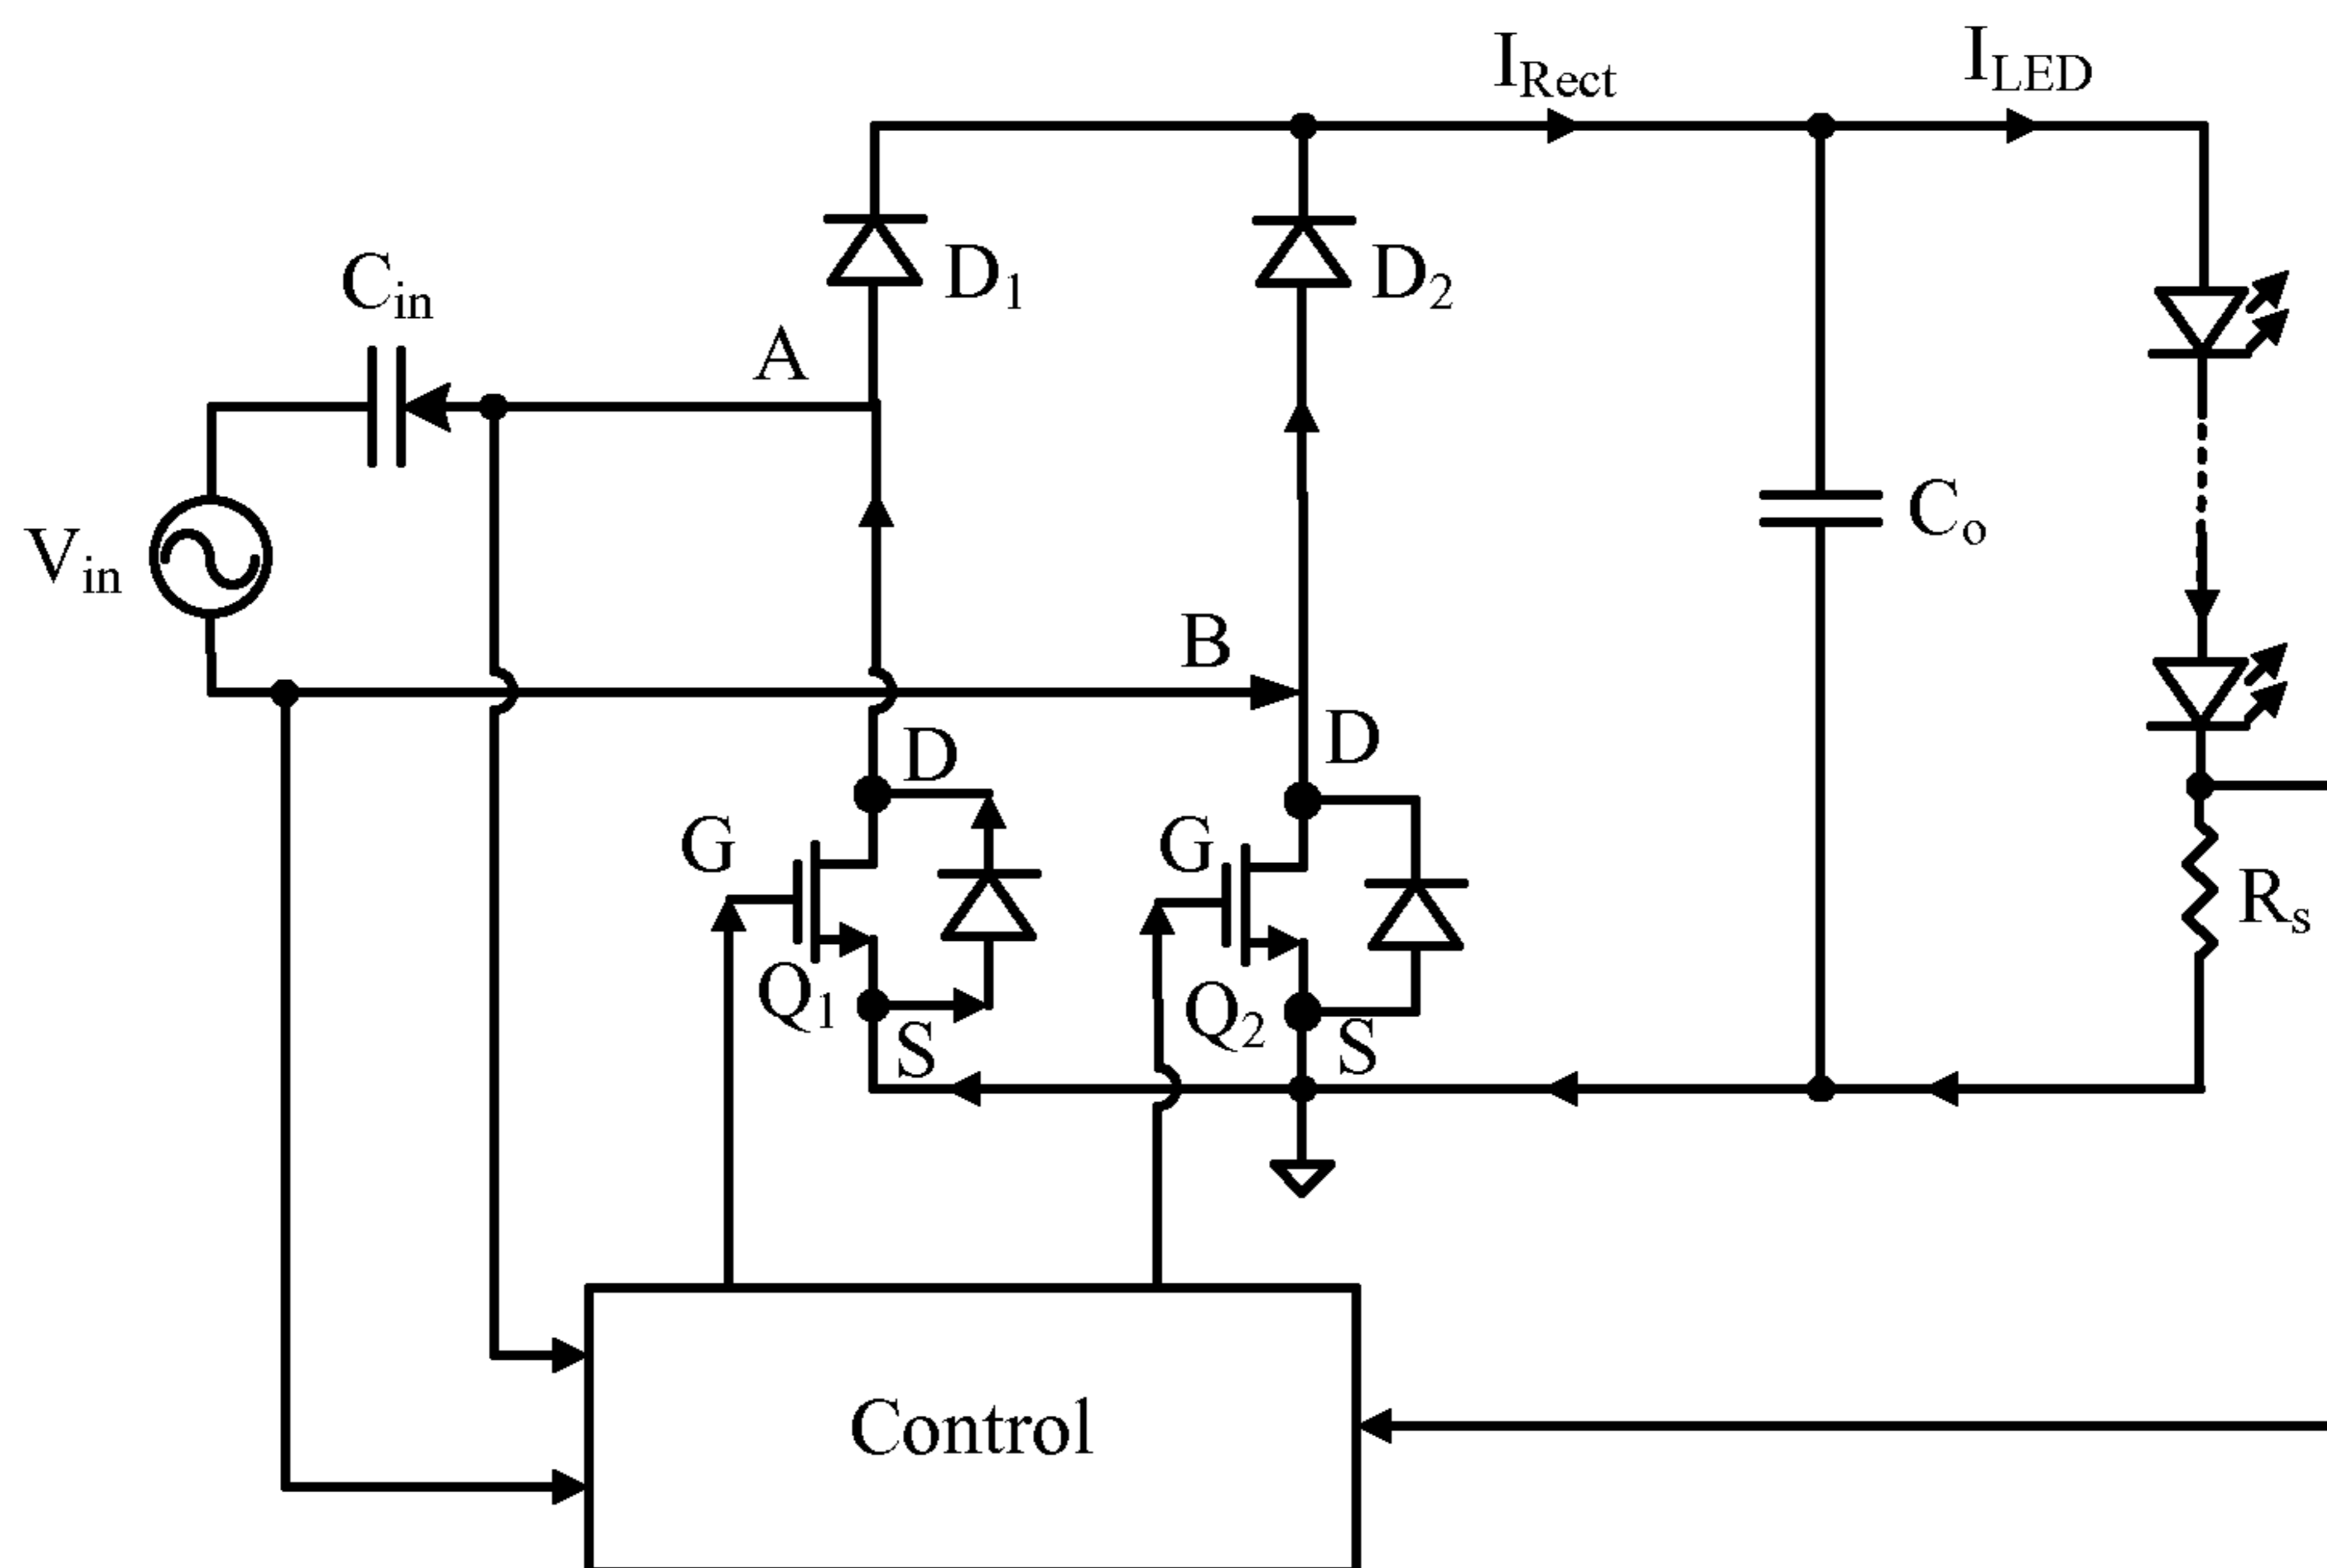 I_Rect
I_LED
C_in
D_1
D_2
A
V_in
C_o
B
D
D
G
G
R_s
Q_1
Q_2
S
S
Control